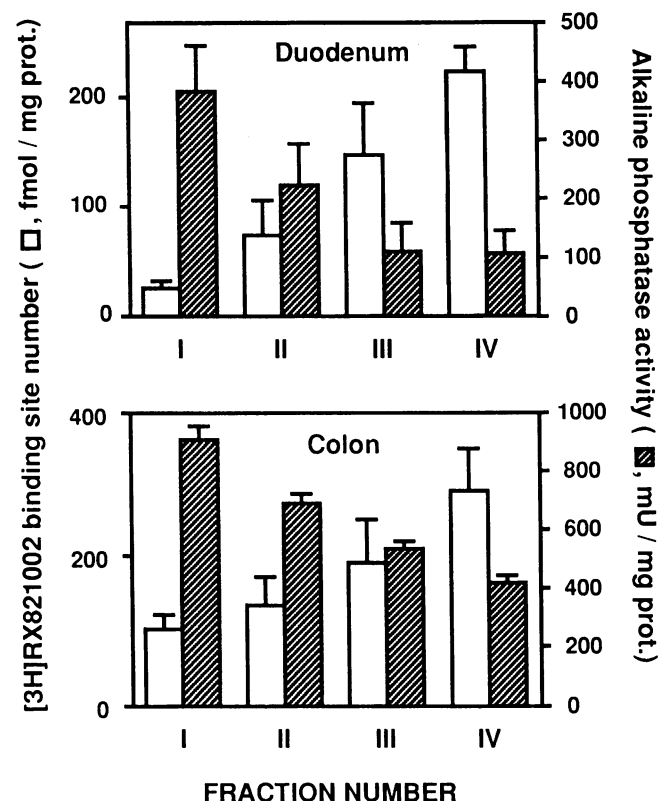 [3H]RX821002 binding site number ( □, fmol / mg prot.)
Duodenum
200
100
0
500
400
300
200
100
0
I II III IV
Alkaline phosphatase activity ( ▨, mU / mg prot.)
Colon
400
200
0
1000
800
600
400
200
0
I II III IV
FRACTION NUMBER